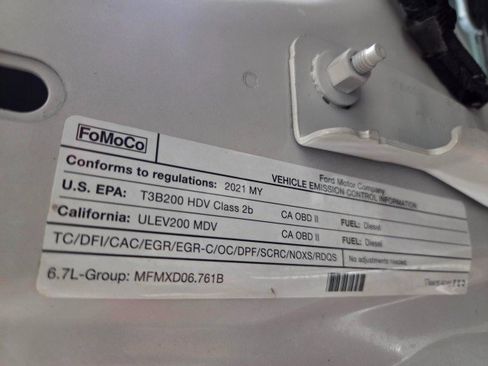 FoMoCo
Ford Motor Company
VEHICLE EMISSION CONTROL INFORMATION
Conforms to regulations: 2021 MY
U.S. EPA: T3B200 HDV Class 2b CA OBD II FUEL: Diesel
California: ULEV200 MDV CA OBD II FUEL: Diesel
TC/DFI/CAC/EGR/EGR-C/OC/DPF/SCRC/NOXS/RDQS No adjustments needed.
6.7L-Group: MFMXD06.761B